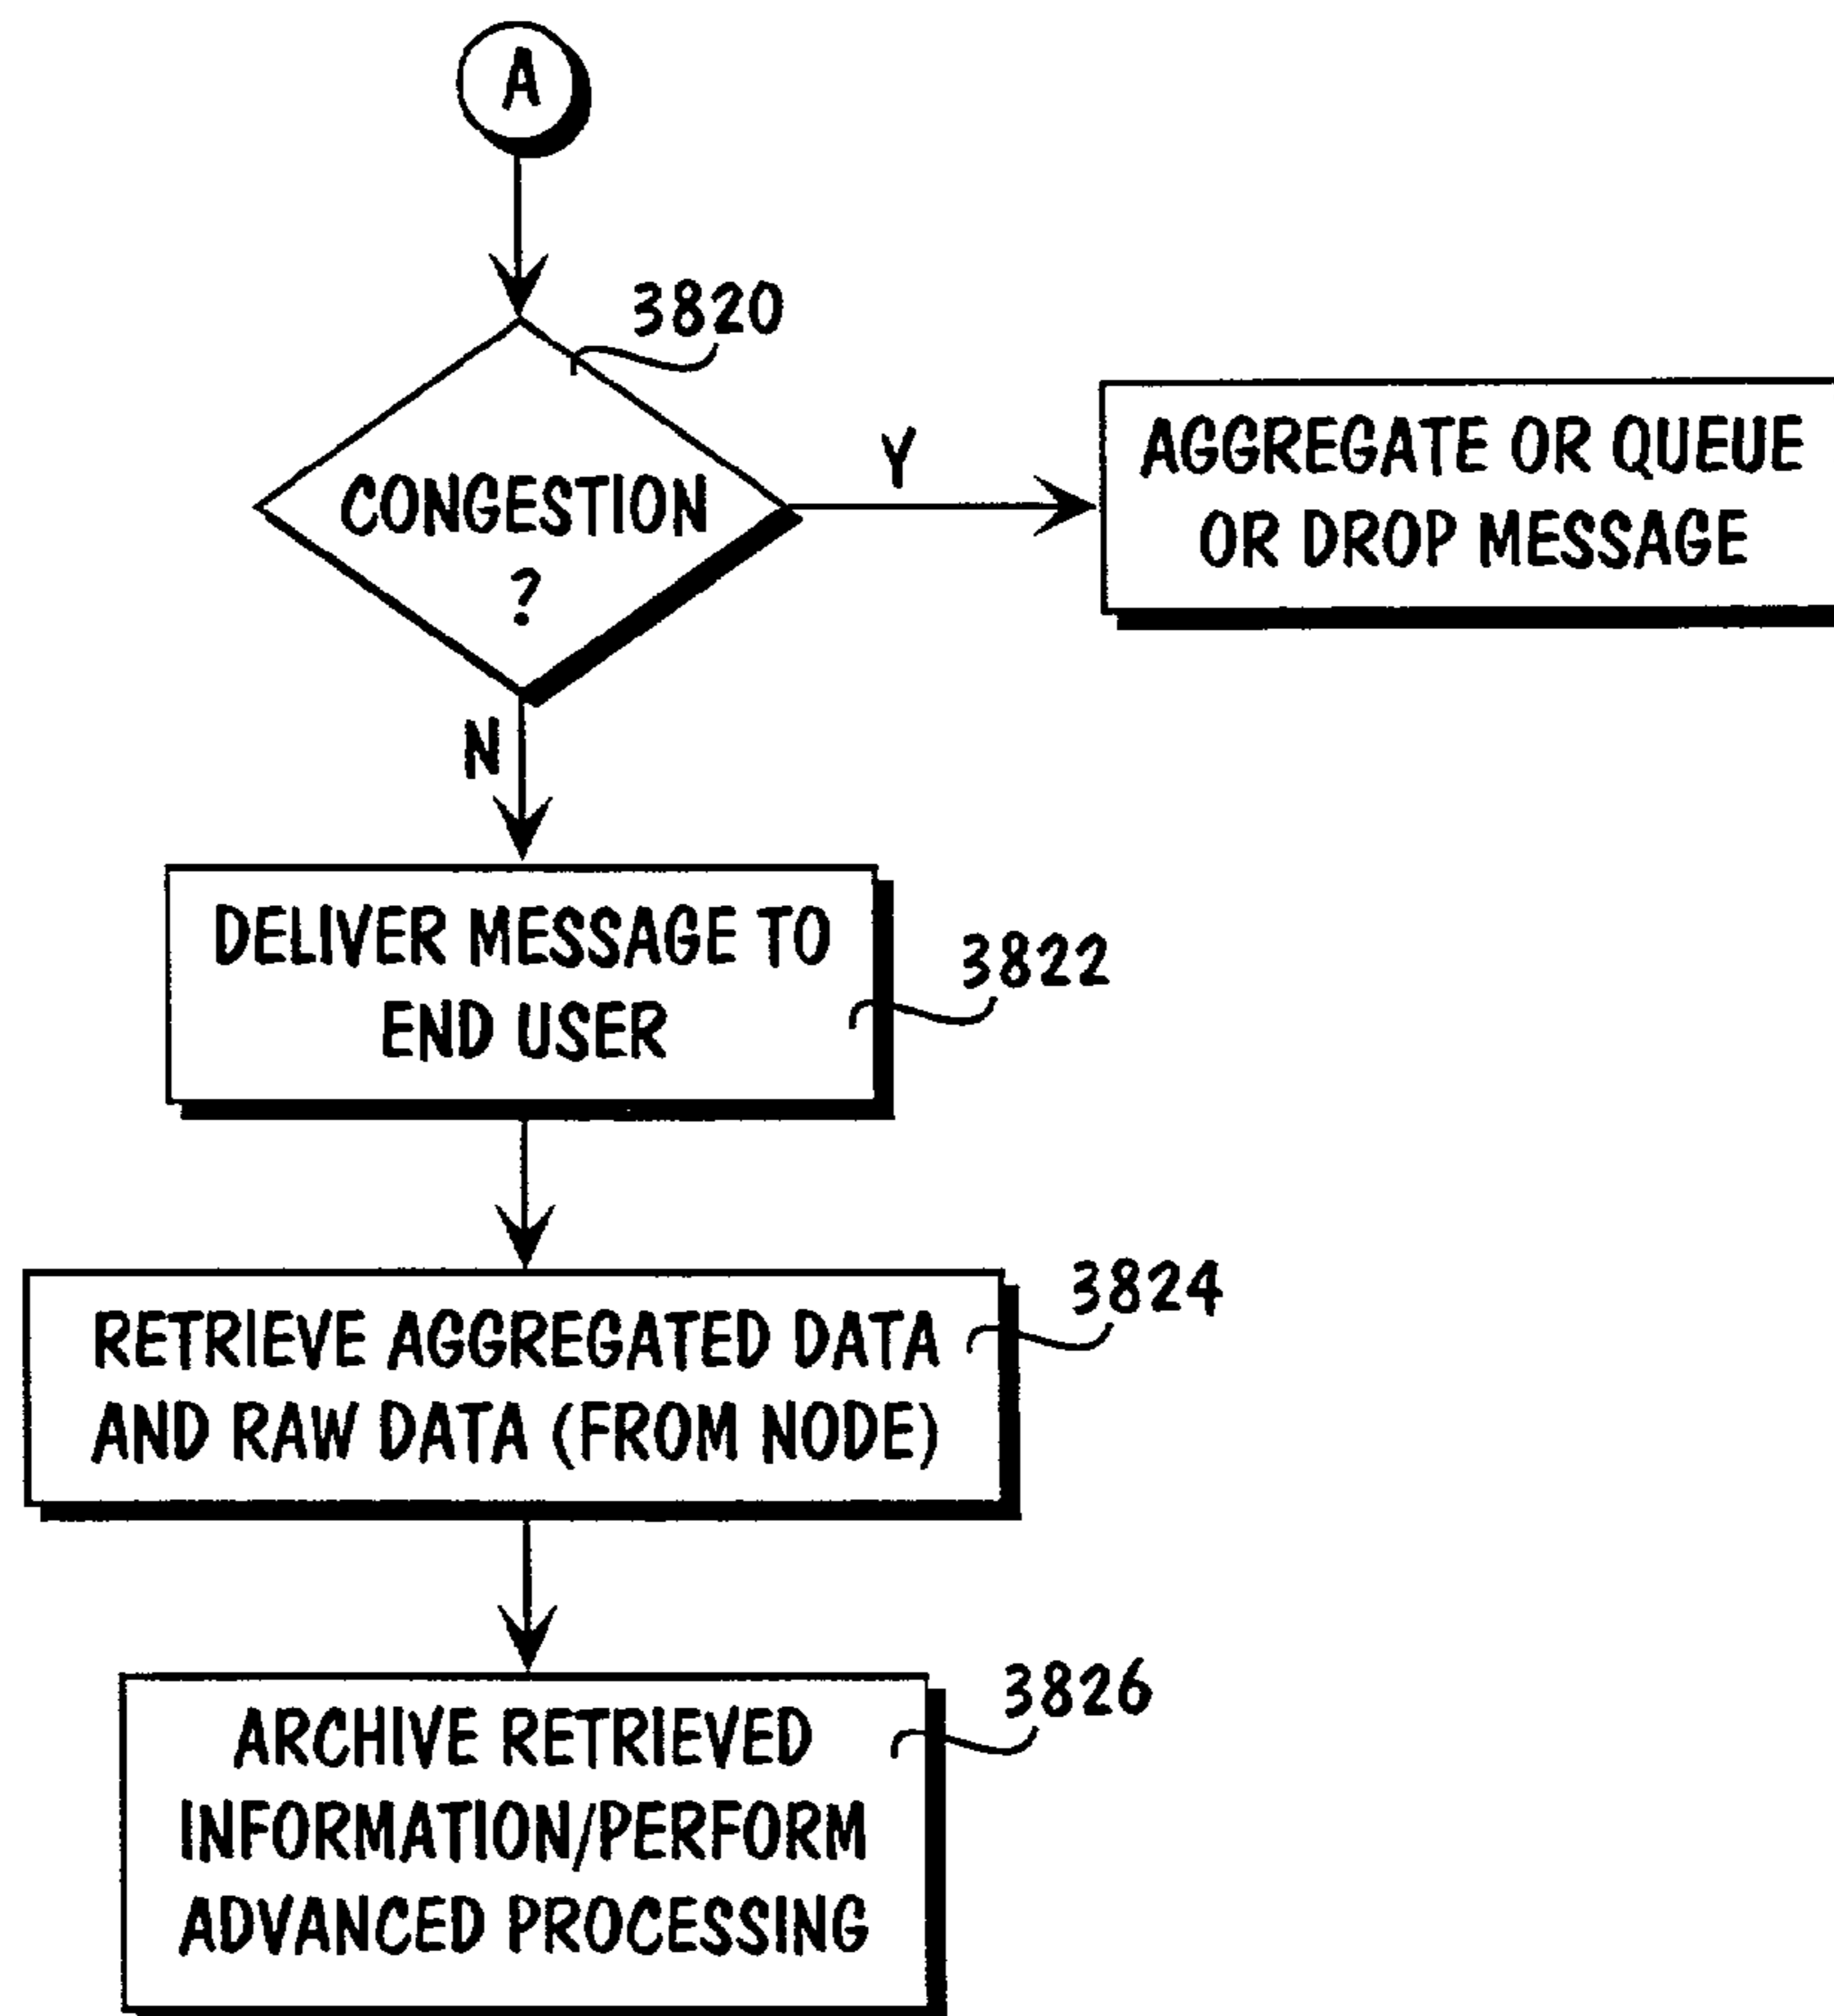 A
3820
CONGESTION
?
Y
AGGREGATE OR QUEUE
OR DROP MESSAGE
N
DELIVER MESSAGE TO
END USER
3822
RETRIEVE AGGREGATED DATA
AND RAW DATA (FROM NODE)
3824
ARCHIVE RETRIEVED
INFORMATION/PERFORM
ADVANCED PROCESSING
3826